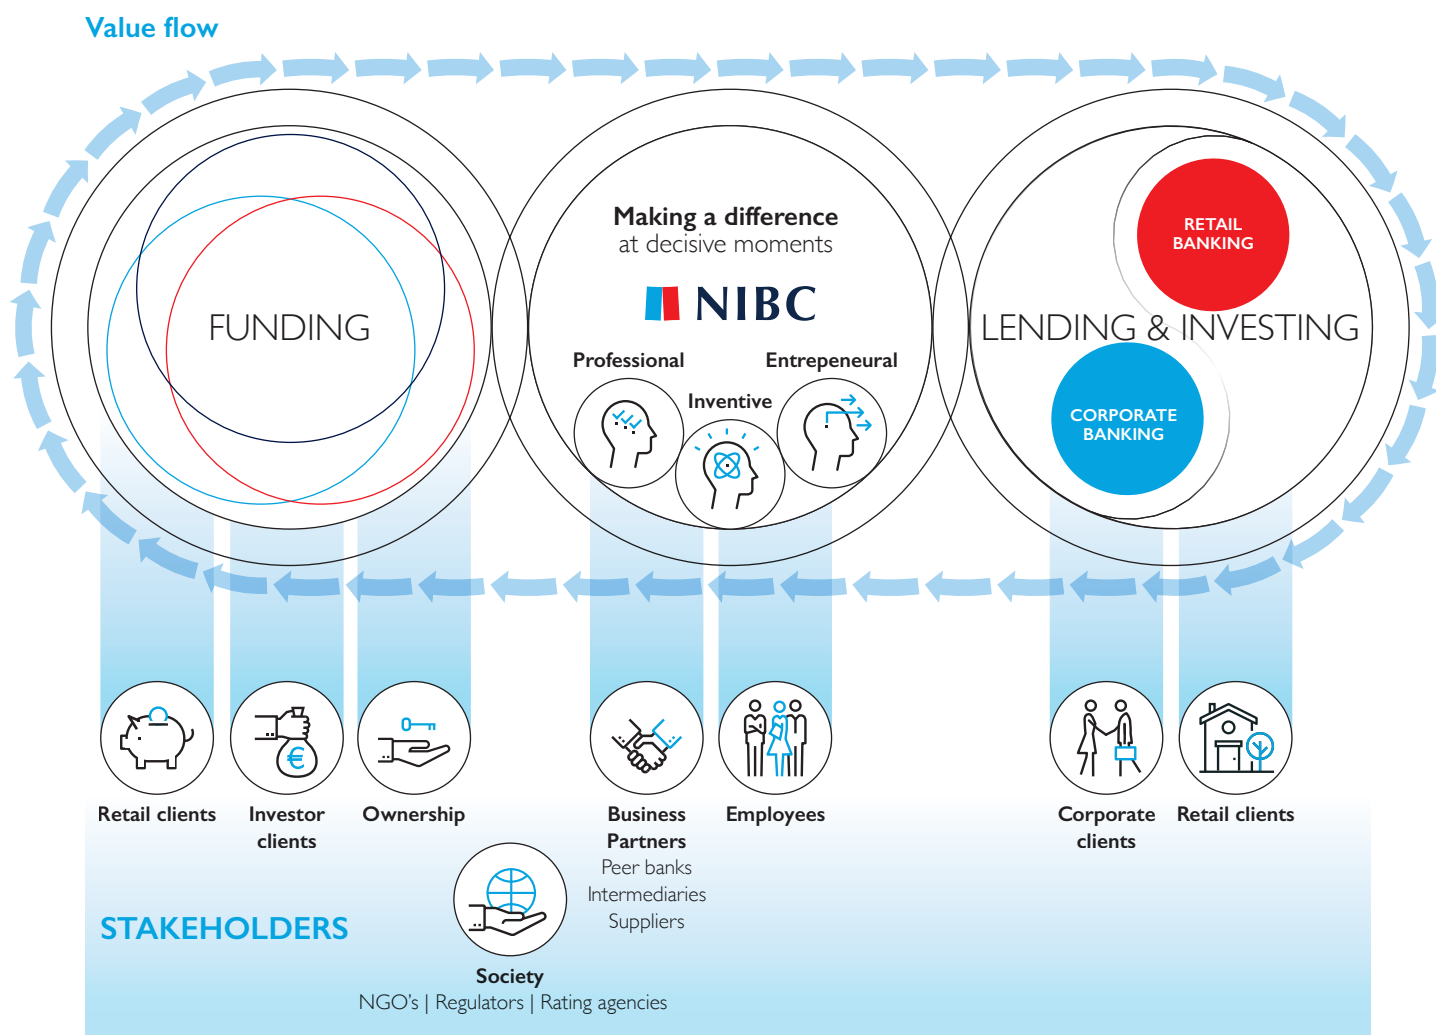 Value flow
FUNDING
Making a difference
at decisive moments
NIBC
Professional
Inventive
Entrepeneural
LENDING & INVESTING
RETAIL
BANKING
CORPORATE
BANKING
€
Retail clients
Investor
clients
Ownership
Business
Partners
Peer banks
Intermediaries
Suppliers
Employees
Corporate
clients
Retail clients
STAKEHOLDERS
Society
NGO's | Regulators | Rating agencies